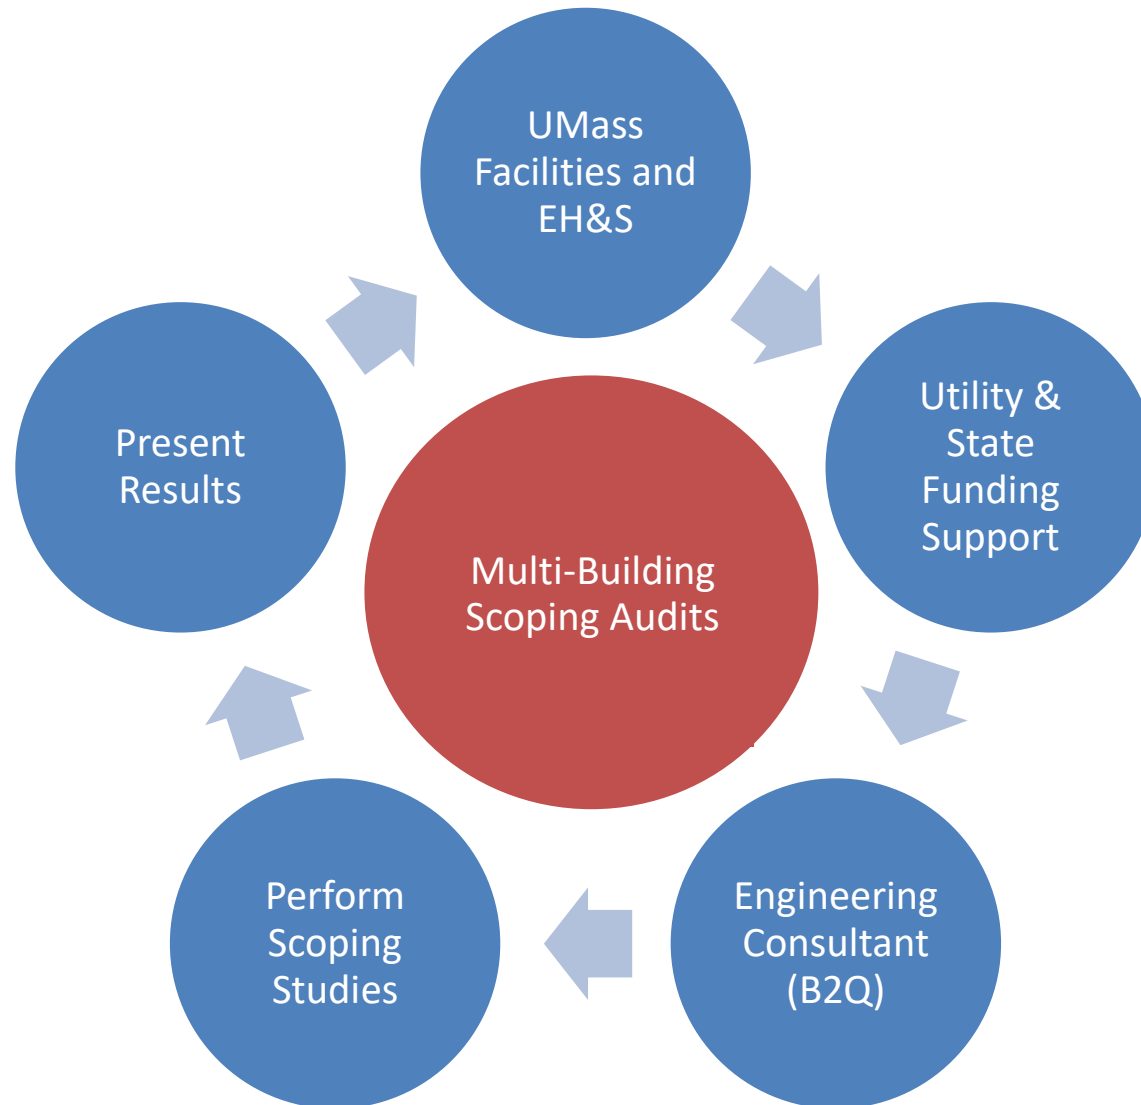 UMass
Facilities and
EH&S
Utility &
State
Funding
Support
Engineering
Consultant
(B2Q)
Perform
Scoping
Studies
Present
Results
Multi-Building
Scoping Audits